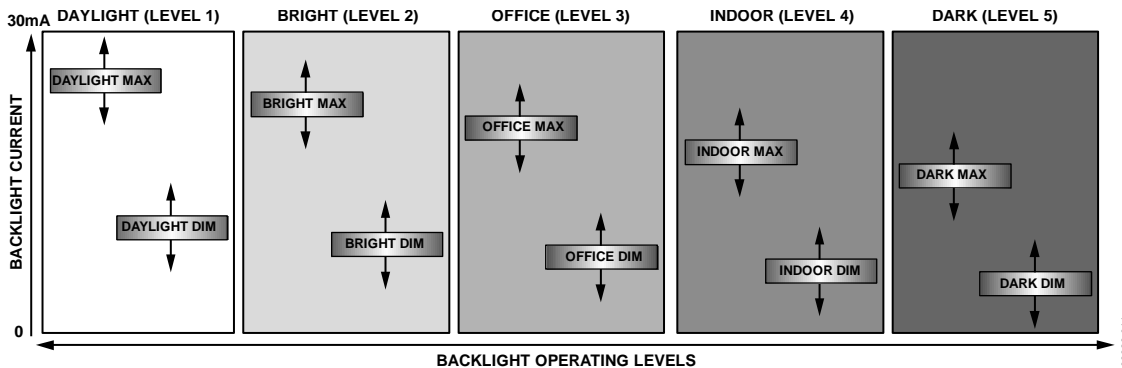 DAYLIGHT (LEVEL 1)
BRIGHT (LEVEL 2)
OFFICE (LEVEL 3)
INDOOR (LEVEL 4)
DARK (LEVEL 5)
30mA
BACKLIGHT CURRENT
0
DAYLIGHT MAX
DAYLIGHT DIM
BRIGHT MAX
BRIGHT DIM
OFFICE MAX
OFFICE DIM
INDOOR MAX
INDOOR DIM
DARK MAX
DARK DIM
BACKLIGHT OPERATING LEVELS